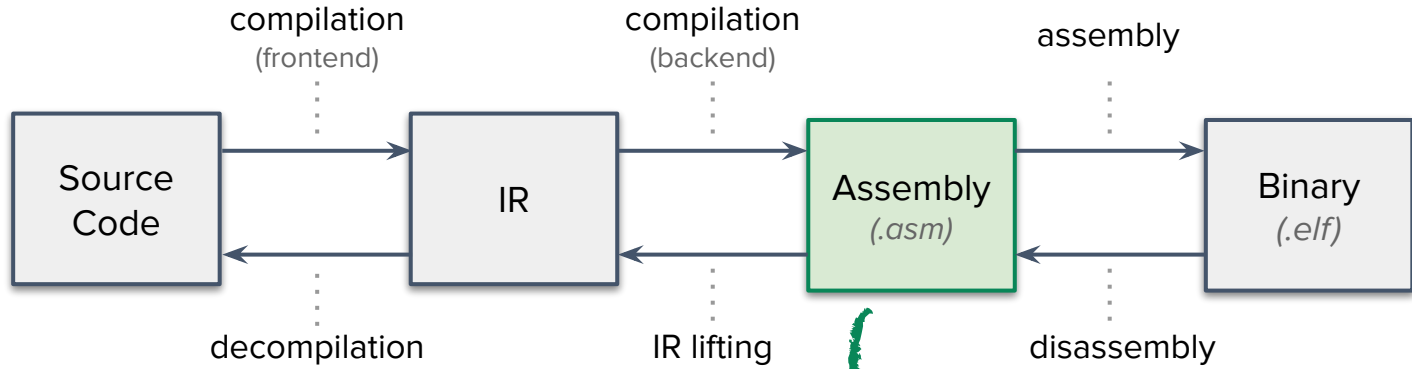 compilation
(frontend)
compilation
(backend)
assembly
Source
Code
IR
Assembly
(.asm)
Binary
(.elf)
decompilation
IR lifting
disassembly